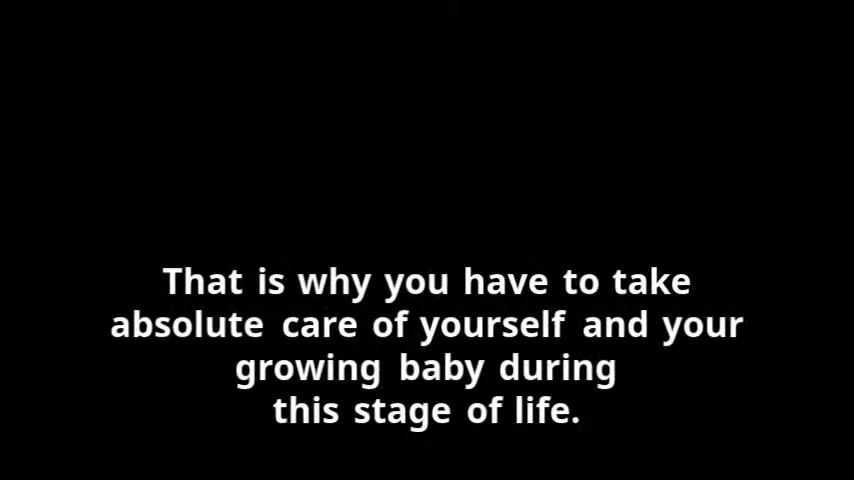 That is why you have to take
absolute care of yourself and your
growing baby during
this stage of life.